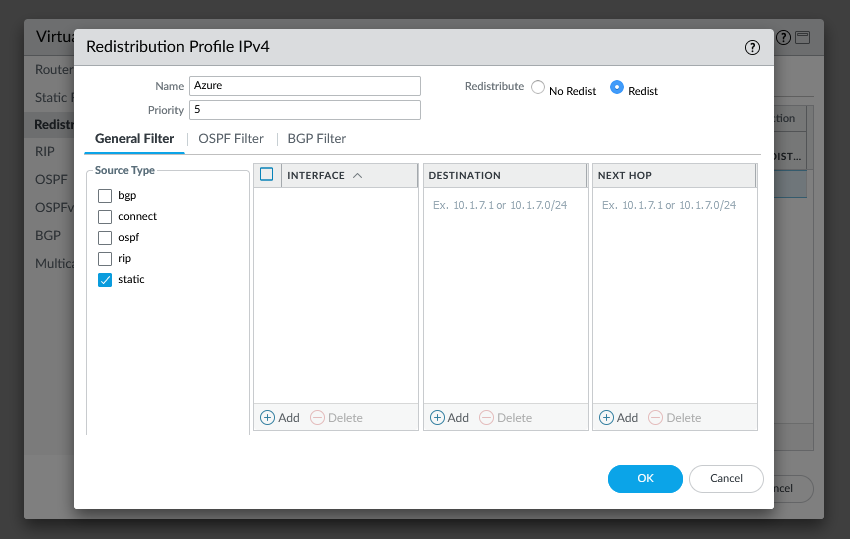 Virtua
Redistribution Profile IPv4
Router
Static R
Redistr
RIP
OSPF
OSPFv
BGP
Multica
Name Azure
Priority 5
Redistribute No Redist Redist
General Filter OSPF Filter BGP Filter
Source Type
bgp
connect
ospf
rip
static
INTERFACE DESTINATION NEXT HOP
Ex. 10.1.7.1 or 10.1.7.0/24 Ex. 10.1.7.1 or 10.1.7.0/24
Add Delete Add Delete Add Delete
tion
DIST...
OK Cancel
ncel